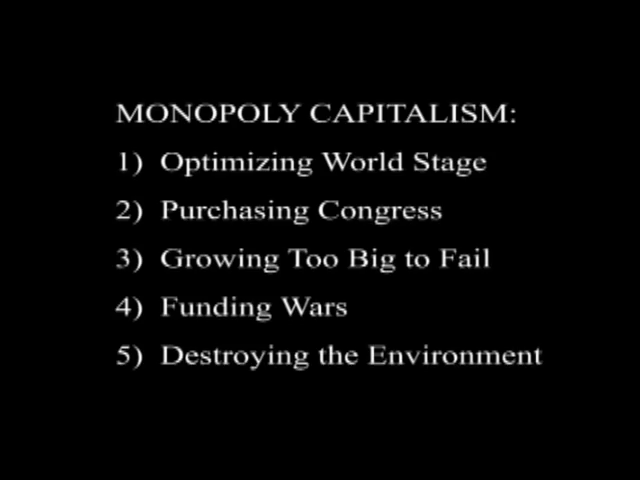 MONOPOLY CAPITALISM:
1) Optimizing World Stage
2) Purchasing Congress
3) Growing Too Big to Fail
4) Funding Wars
5) Destroying the Environment